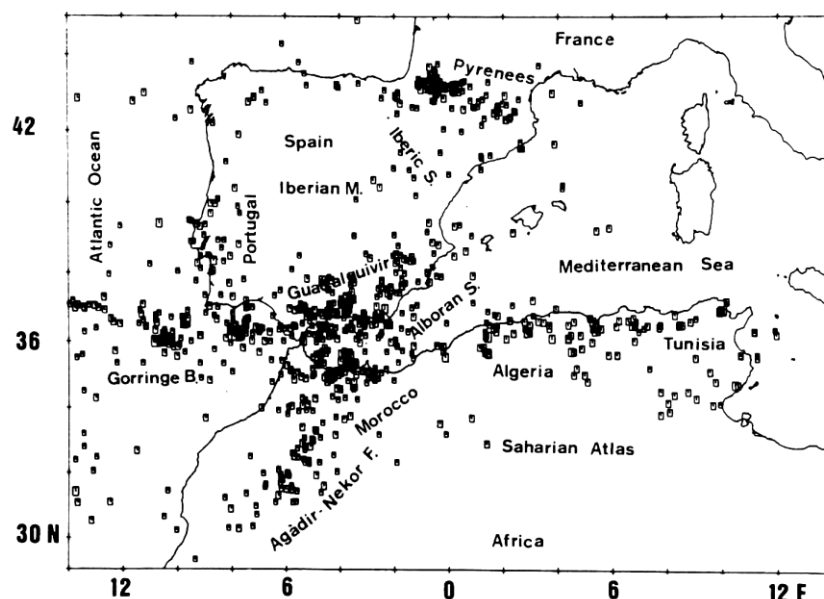 France
Pyrenees
42
Spain
Iberic S.
Iberian M.
Atlantic Ocean
Portugal
Guadalquivir
Mediterranean Sea
Alboran S.
36
Gorringe B.
Algeria
Tunisia
Morocco
Saharian Atlas
Agadir-Nekor F.
30 N
Africa
12 6 0 6 12 E